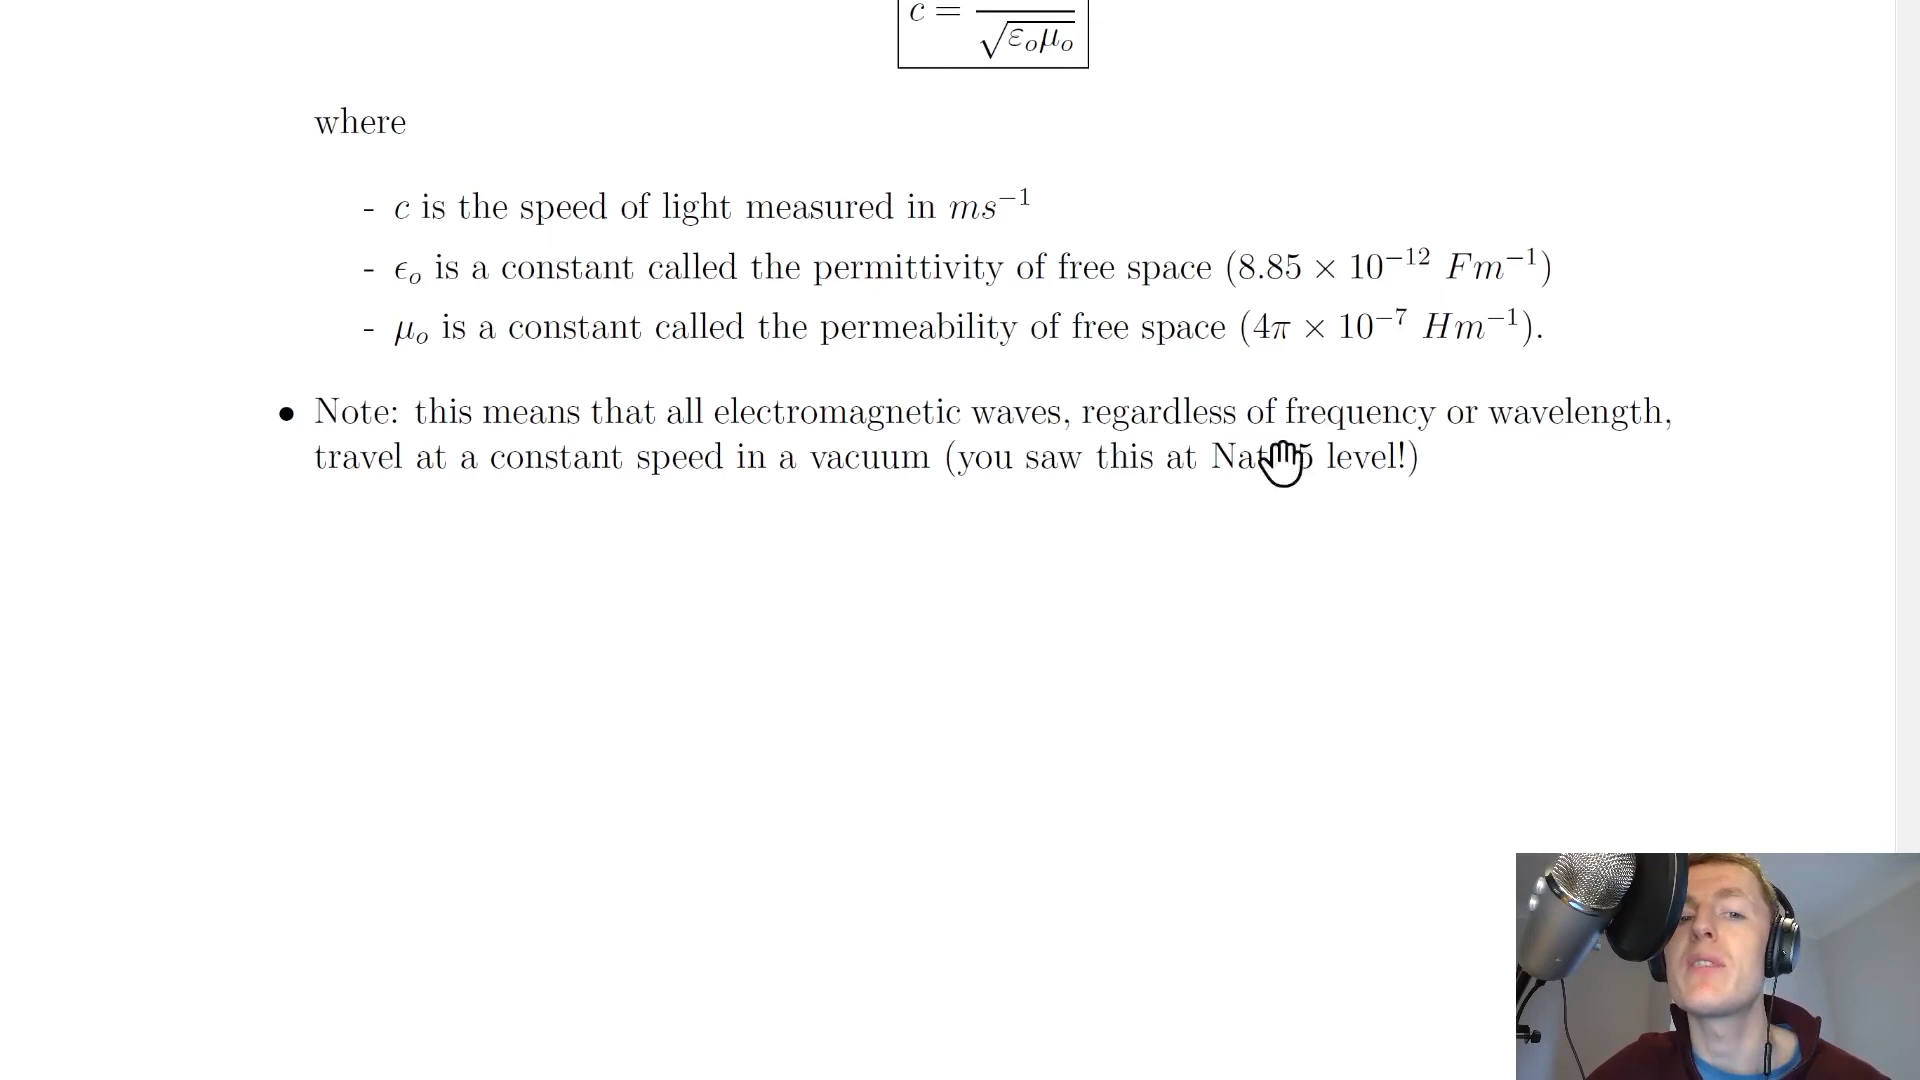 c = √ε₀μ₀
where
- c is the speed of light measured in ms⁻¹
- ϵ₀ is a constant called the permittivity of free space (8.85 × 10⁻¹² Fm⁻¹)
- μ₀ is a constant called the permeability of free space (4π × 10⁻⁷ Hm⁻¹).
• Note: this means that all electromagnetic waves, regardless of frequency or wavelength,
travel at a constant speed in a vacuum (you saw this at Nat 5 level!)